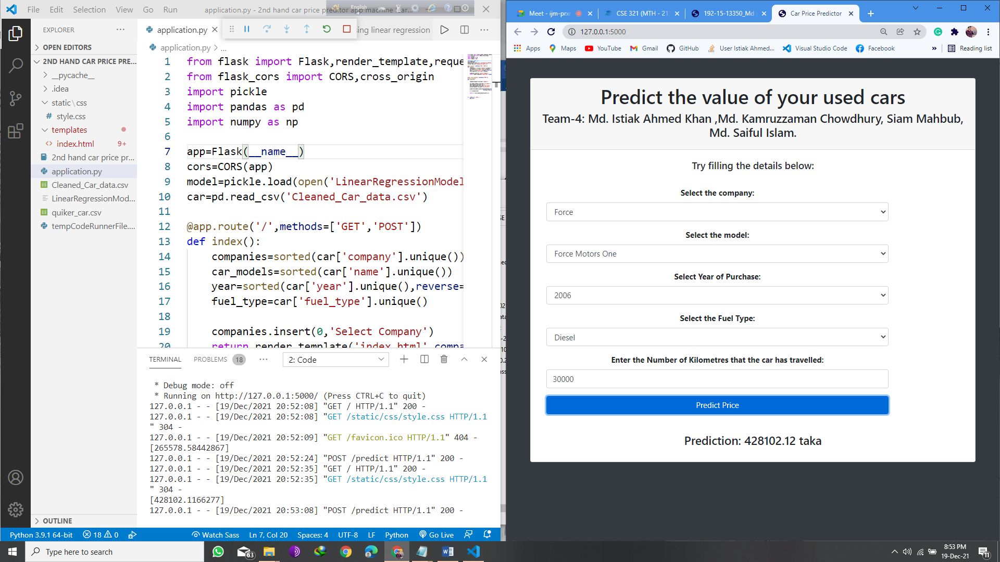 File Edit Selection View Go Run
application.py - 2nd hand car price preditor app machine
English
EXPLORER
OPEN EDITORS
2ND HAND CAR PRICE PRE...
__pycache__
.idea
static\css
# style.css
templates
<> index.html 9+
2nd hand car price pr...
application.py
Cleaned_Car_data.csv
LinearRegressionMod...
quiker_car.csv
tempCodeRunnerFile....
OUTLINE
application.py
ing linear regression
application.py > ...
1 from flask import Flask,render_template,reque
2 from flask_cors import CORS,cross_origin
3 import pickle
4 import pandas as pd
5 import numpy as np
6
7 app=Flask(__name__)
8 cors=CORS(app)
9 model=pickle.load(open('LinearRegressionModel
10 car=pd.read_csv('Cleaned_Car_data.csv')
11
12 @app.route('/',methods=['GET','POST'])
13 def index():
14 companies=sorted(car['company'].unique())
15 car_models=sorted(car['name'].unique())
16 year=sorted(car['year'].unique(),reverse=
17 fuel_type=car['fuel_type'].unique()
18
19 companies.insert(0,'Select Company')
20 return render_template('index.html',compa
TERMINAL PROBLEMS 18 ... 2: Code
* Debug mode: off
* Running on http://127.0.0.1:5000/ (Press CTRL+C to quit)
127.0.0.1 - - [19/Dec/2021 20:52:08] "GET / HTTP/1.1" 200 -
127.0.0.1 - - [19/Dec/2021 20:52:08] "GET /static/css/style.css HTTP/1.1
" 304 -
127.0.0.1 - - [19/Dec/2021 20:52:09] "GET /favicon.ico HTTP/1.1" 404 -
[265578.58442867]
127.0.0.1 - - [19/Dec/2021 20:52:24] "POST /predict HTTP/1.1" 200 -
127.0.0.1 - - [19/Dec/2021 20:52:35] "GET / HTTP/1.1" 200 -
127.0.0.1 - - [19/Dec/2021 20:52:35] "GET /static/css/style.css HTTP/1.1
" 304 -
[428102.1166277]
127.0.0.1 - - [19/Dec/2021 20:53:08] "POST /predict HTTP/1.1" 200 -
Python 3.9.1 64-bit 18 0 Watch Sass Ln 7, Col 20 Spaces: 4 UTF-8 LF Python Go Live
Meet - ijm-prx
CSE 321 (MTH - 21
192-15-13350_Md
Car Price Predictor
127.0.0.1:5000
Apps Maps YouTube Gmail GitHub User Istiak Ahmed... Visual Studio Code Facebook » Reading list
Predict the value of your used cars
Team-4: Md. Istiak Ahmed Khan ,Md. Kamruzzaman Chowdhury, Siam Mahbub,
Md. Saiful Islam.
Try filling the details below:
Select the company:
Force
Select the model:
Force Motors One
Select Year of Purchase:
2006
Select the Fuel Type:
Diesel
Enter the Number of Kilometres that the car has travelled:
30000
Predict Price
Prediction: 428102.12 taka
Type here to search
63
8:53 PM
19-Dec-21
11